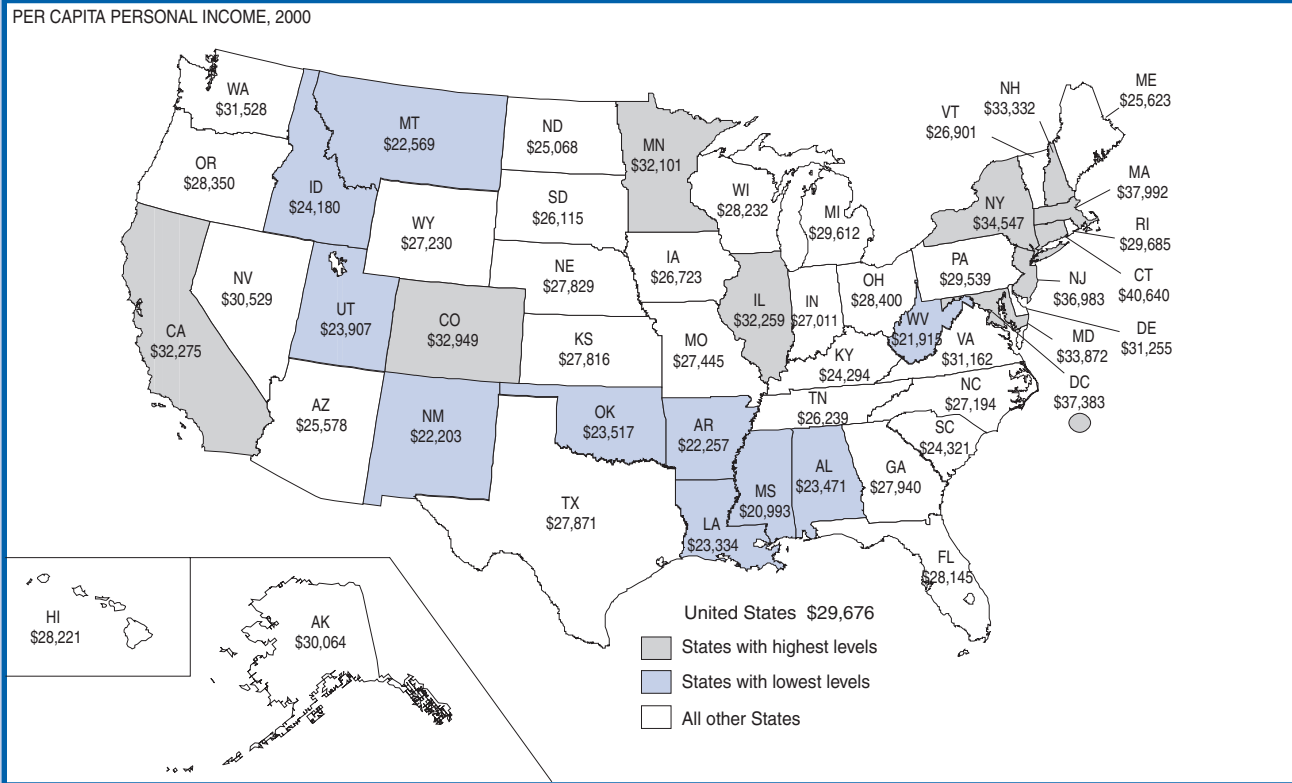 PER CAPITA PERSONAL INCOME, 2000
WA
$31,528
OR
$28,350
CA
$32,275
ID
$24,180
NV
$30,529
MT
$22,569
WY
$27,230
UT
$23,907
CO
$32,949
AZ
$25,578
NM
$22,203
ND
$25,068
SD
$26,115
NE
$27,829
KS
$27,816
OK
$23,517
TX
$27,871
MN
$32,101
IA
$26,723
MO
$27,445
AR
$22,257
LA
$23,334
WI
$28,232
IL
$32,259
MI
$29,612
IN
$27,011
OH
$28,400
KY
$24,294
TN
$26,239
MS
$20,993
AL
$23,471
GA
$27,940
FL
$28,145
SC
$24,321
NC
$27,194
VA
$31,162
WV
$21,915
PA
$29,539
NY
$34,547
VT
$26,901
NH
$33,332
ME
$25,623
MA
$37,992
RI
$29,685
CT
$40,640
NJ
$36,983
DE
$31,255
MD
$33,872
DC
$37,383
HI
$28,221
AK
$30,064
United States $29,676
States with highest levels
States with lowest levels
All other States